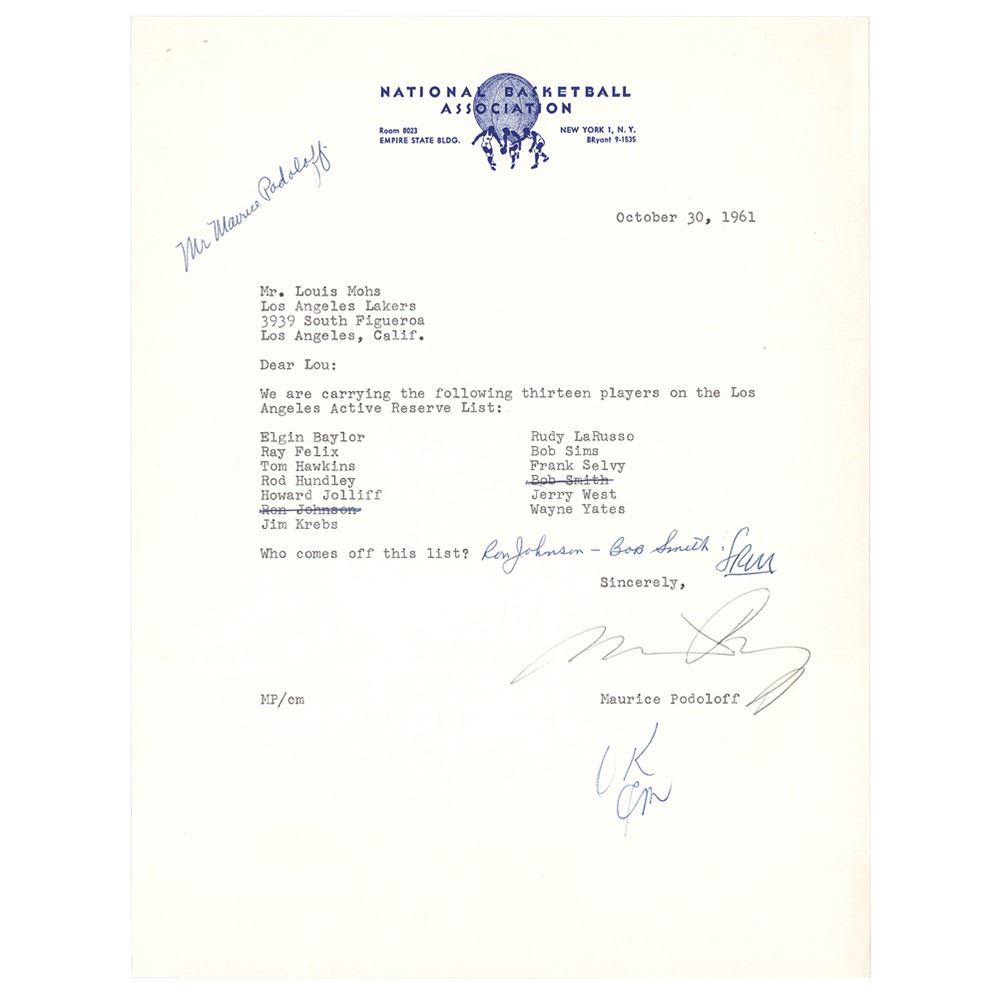 NATIONAL BASKETBALL
ASSOCIATION
Room 8023
EMPIRE STATE BLDG.
NEW YORK 1, N. Y.
BRyant 9-1535
Mr Maurice Podoloff
October 30, 1961
Mr. Louis Mohs
Los Angeles Lakers
3939 South Figueroa
Los Angeles, Calif.
Dear Lou:
We are carrying the following thirteen players on the Los
Angeles Active Reserve List:
Elgin Baylor
Ray Felix
Tom Hawkins
Rod Hundley
Howard Jolliff
Ron Johnson
Jim Krebs
Rudy LaRusso
Bob Sims
Frank Selvy
Bob Smith
Jerry West
Wayne Yates
Who comes off this list? Ron Johnson - Bob Smith.
Sincerely,
MP/cm
Maurice Podoloff
OK